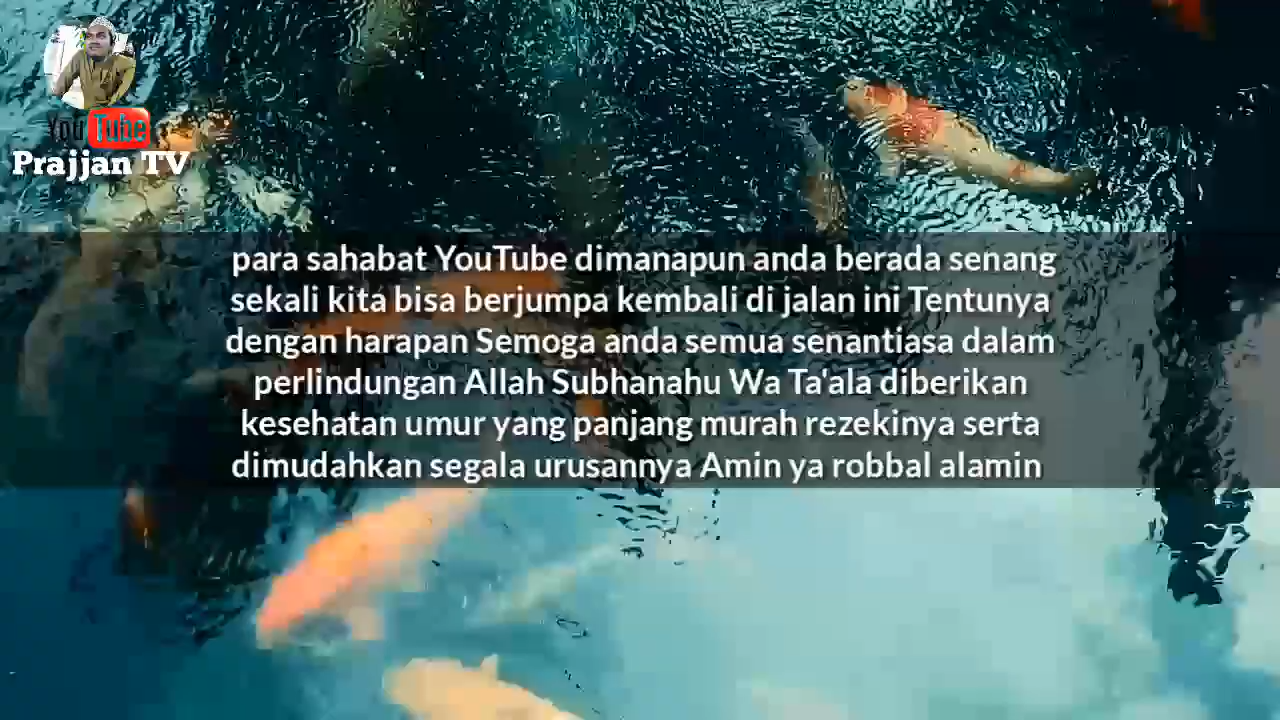 YouTube
Prajjan TV
para sahabat YouTube dimanapun anda berada senang
sekali kita bisa berjumpa kembali di jalan ini Tentunya
dengan harapan Semoga anda semua senantiasa dalam
perlindungan Allah Subhanahu Wa Ta'ala diberikan
kesehatan umur yang panjang murah rezekinya serta
dimudahkan segala urusannya Amin ya robbal alamin